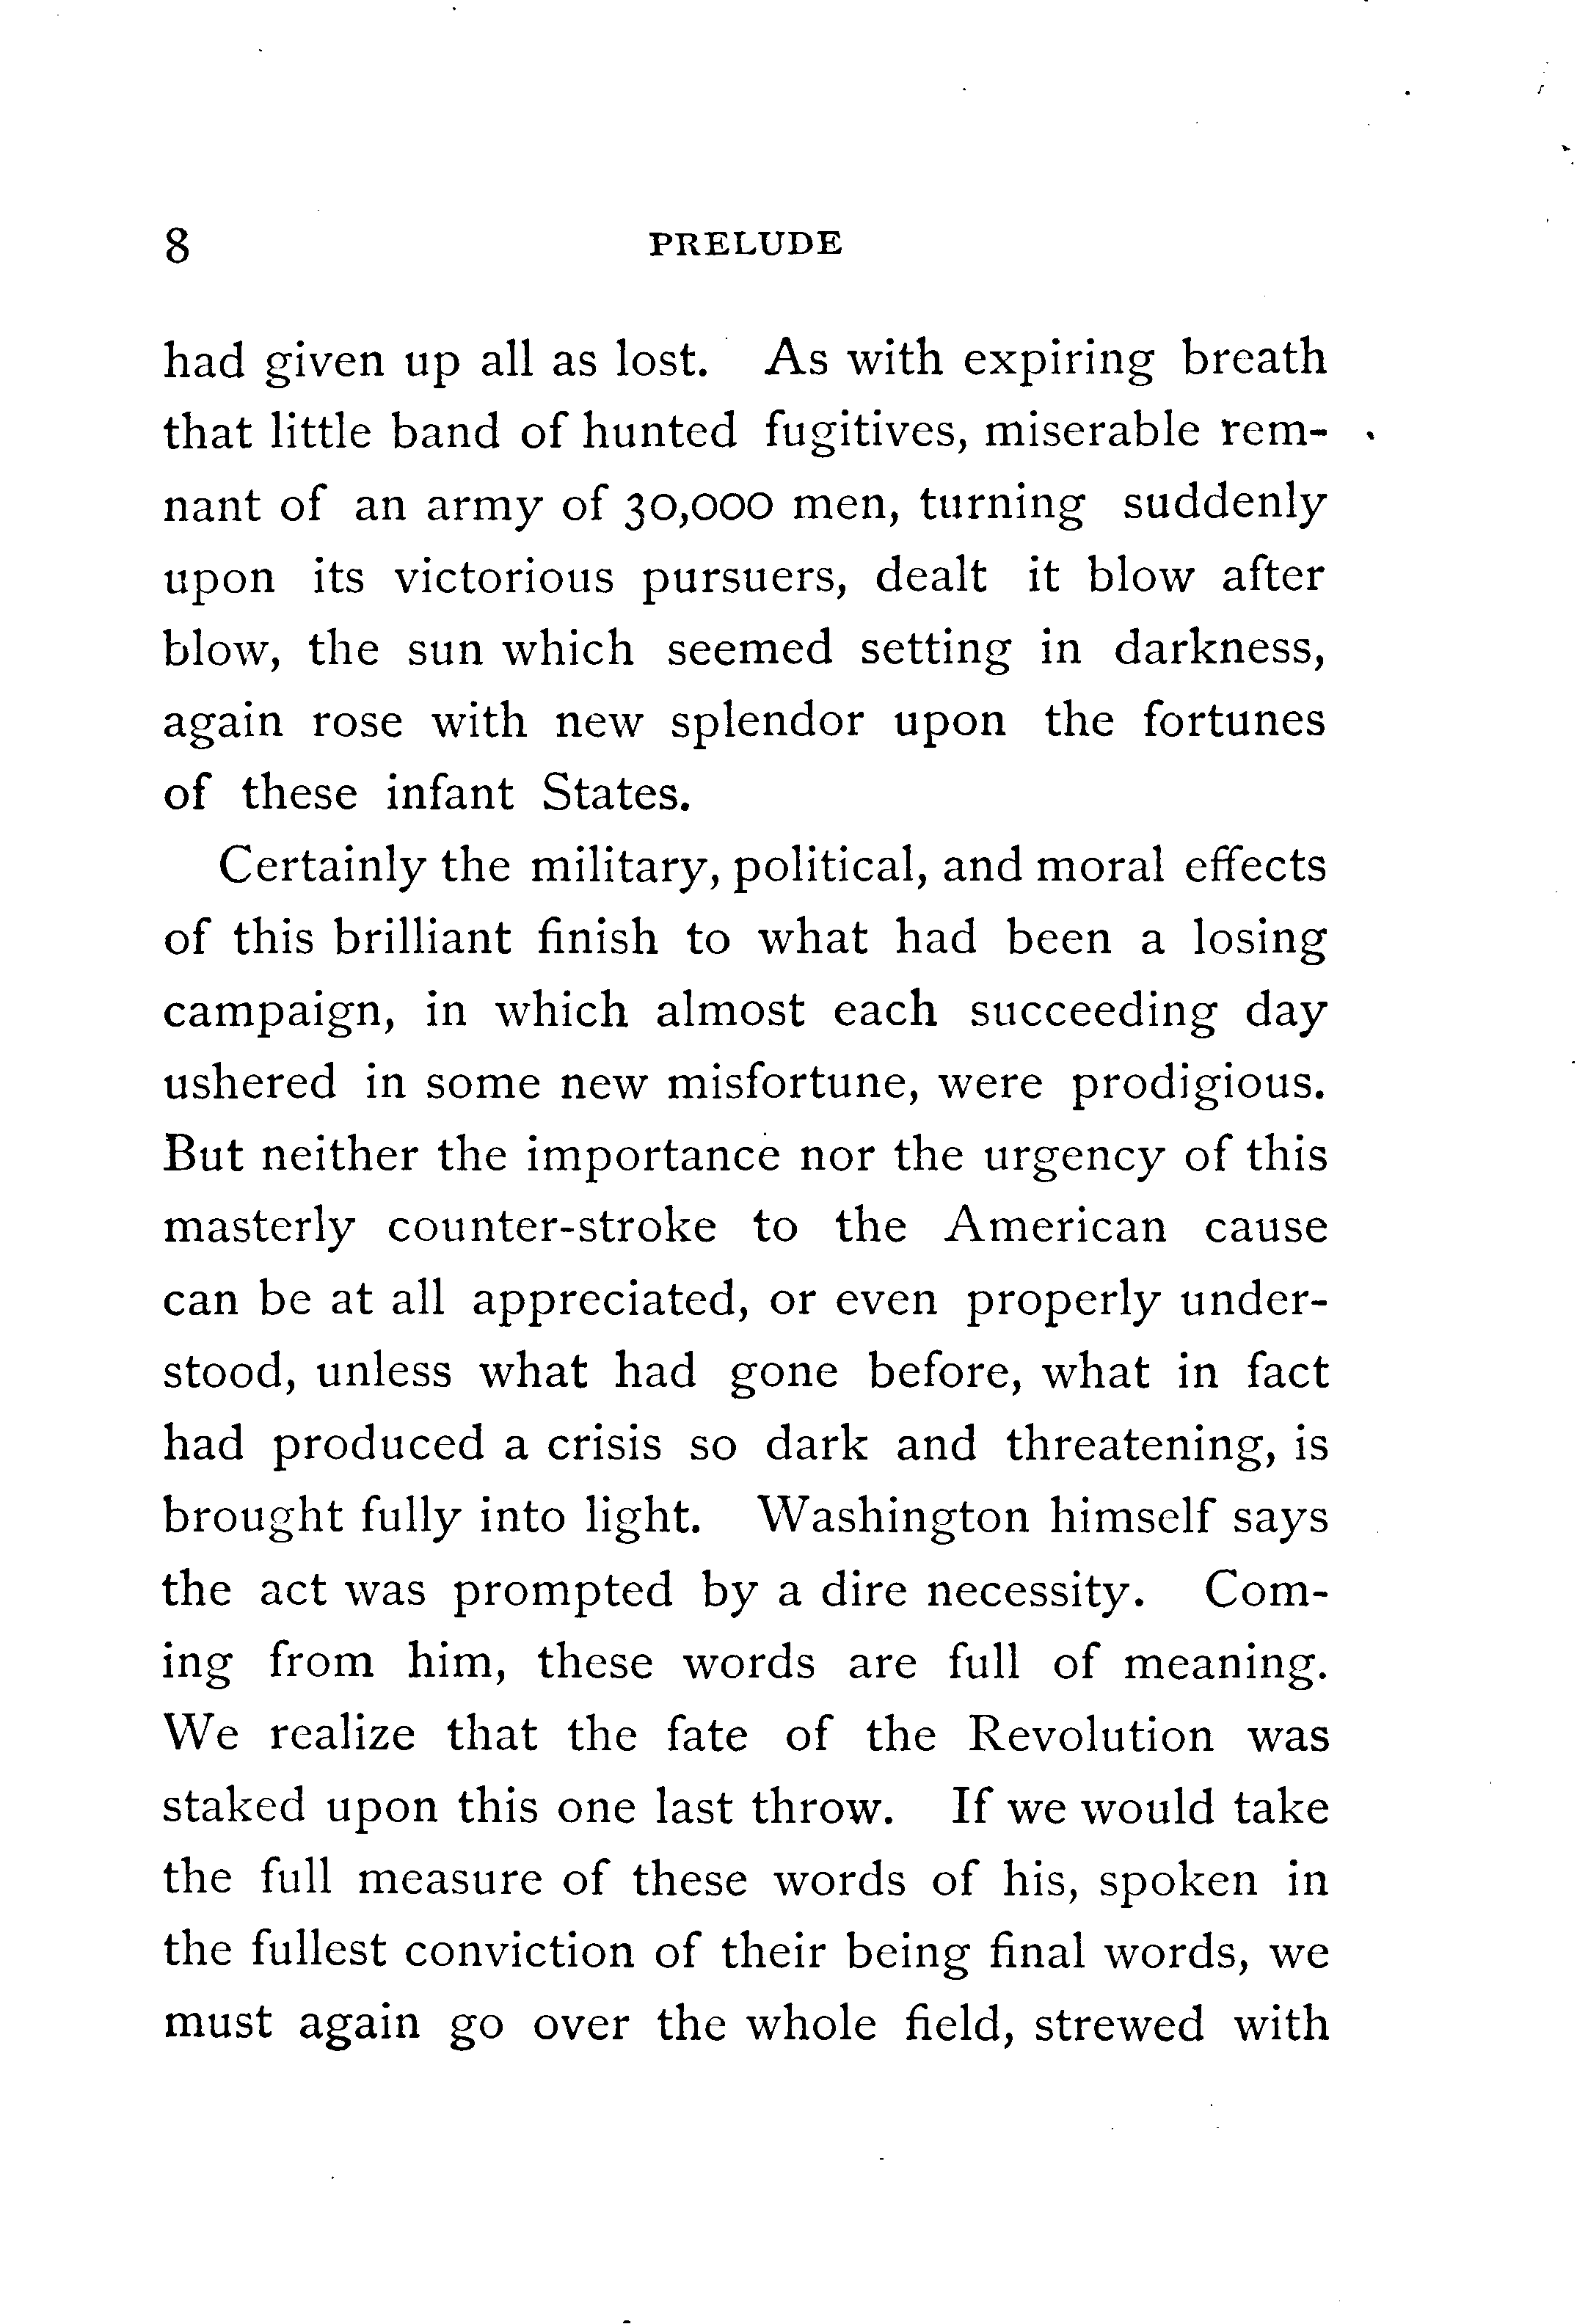 8 PRELUDE
had given up all as lost. As with expiring breath
that little band of hunted fugitives, miserable rem-
nant of an army of 30,000 men, turning suddenly
upon its victorious pursuers, dealt it blow after
blow, the sun which seemed setting in darkness,
again rose with new splendor upon the fortunes
of these infant States.
Certainly the military, political, and moral effects
of this brilliant finish to what had been a losing
campaign, in which almost each succeeding day
ushered in some new misfortune, were prodigious.
But neither the importance nor the urgency of this
masterly counter-stroke to the American cause
can be at all appreciated, or even properly under-
stood, unless what had gone before, what in fact
had produced a crisis so dark and threatening, is
brought fully into light. Washington himself says
the act was prompted by a dire necessity. Com-
ing from him, these words are full of meaning.
We realize that the fate of the Revolution was
staked upon this one last throw. If we would take
the full measure of these words of his, spoken in
the fullest conviction of their being final words, we
must again go over the whole field, strewed with